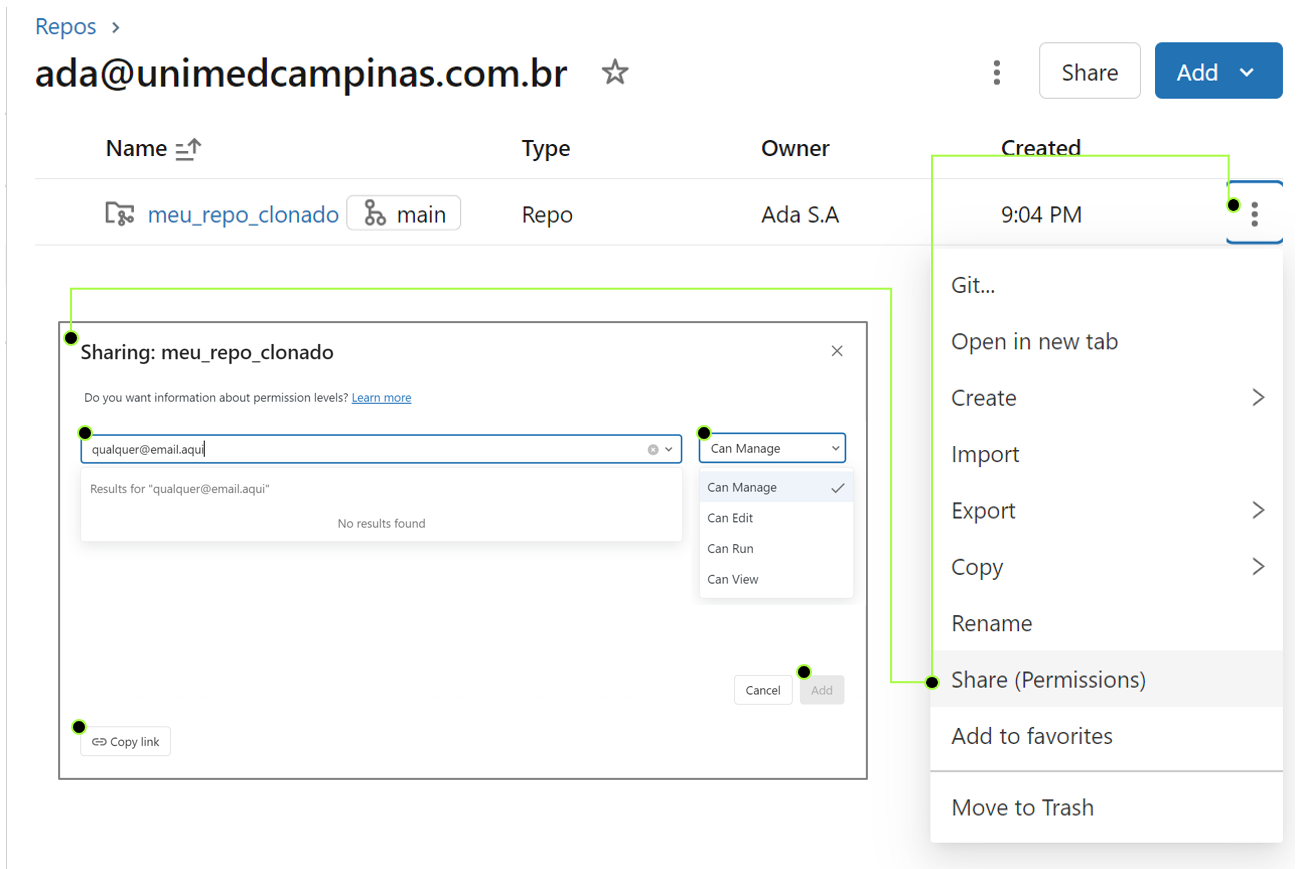 Repos >
ada@unimedcampinas.com.br
Share
Add
Name
Type
Owner
Created
meu_repo_clonado
main
Repo
Ada S.A
9:04 PM
Git...
Open in new tab
Create
Import
Export
Copy
Rename
Share (Permissions)
Add to favorites
Move to Trash
Sharing: meu_repo_clonado
Do you want information about permission levels? Learn more
qualquer@email.aqui
Can Manage
Results for "qualquer@email.aqui"
No results found
Can Manage
Can Edit
Can Run
Can View
Cancel
Add
Copy link